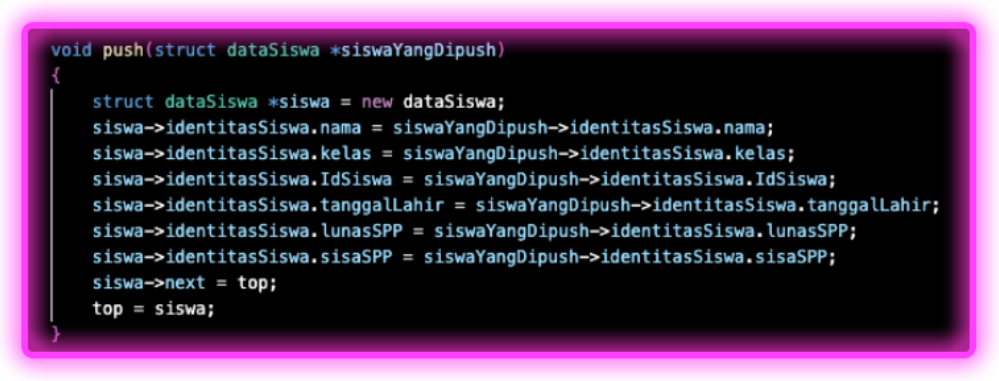 void push(struct dataSiswa *siswaYangDipush)
{
    struct dataSiswa *siswa = new dataSiswa;
    siswa->identitasSiswa.nama = siswaYangDipush->identitasSiswa.nama;
    siswa->identitasSiswa.kelas = siswaYangDipush->identitasSiswa.kelas;
    siswa->identitasSiswa.IdSiswa = siswaYangDipush->identitasSiswa.IdSiswa;
    siswa->identitasSiswa.tanggalLahir = siswaYangDipush->identitasSiswa.tanggalLahir;
    siswa->identitasSiswa.lunasSPP = siswaYangDipush->identitasSiswa.lunasSPP;
    siswa->identitasSiswa.sisaSPP = siswaYangDipush->identitasSiswa.sisaSPP;
    siswa->next = top;
    top = siswa;
}